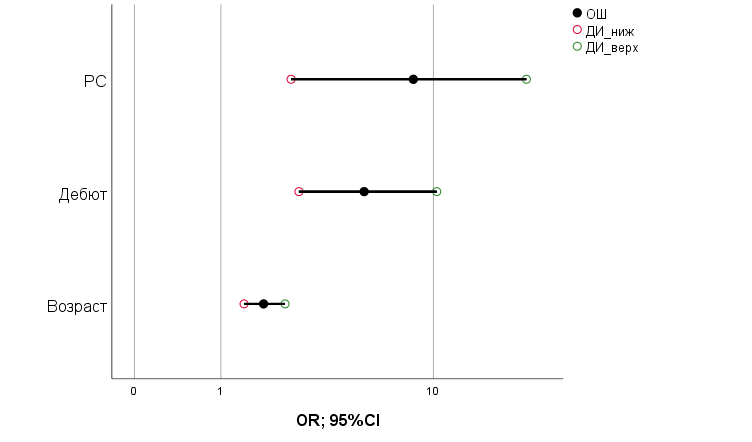 ОШ
ДИ_ниж
ДИ_верх
РС
Дебют
Возраст
0 1 10
OR; 95%CI